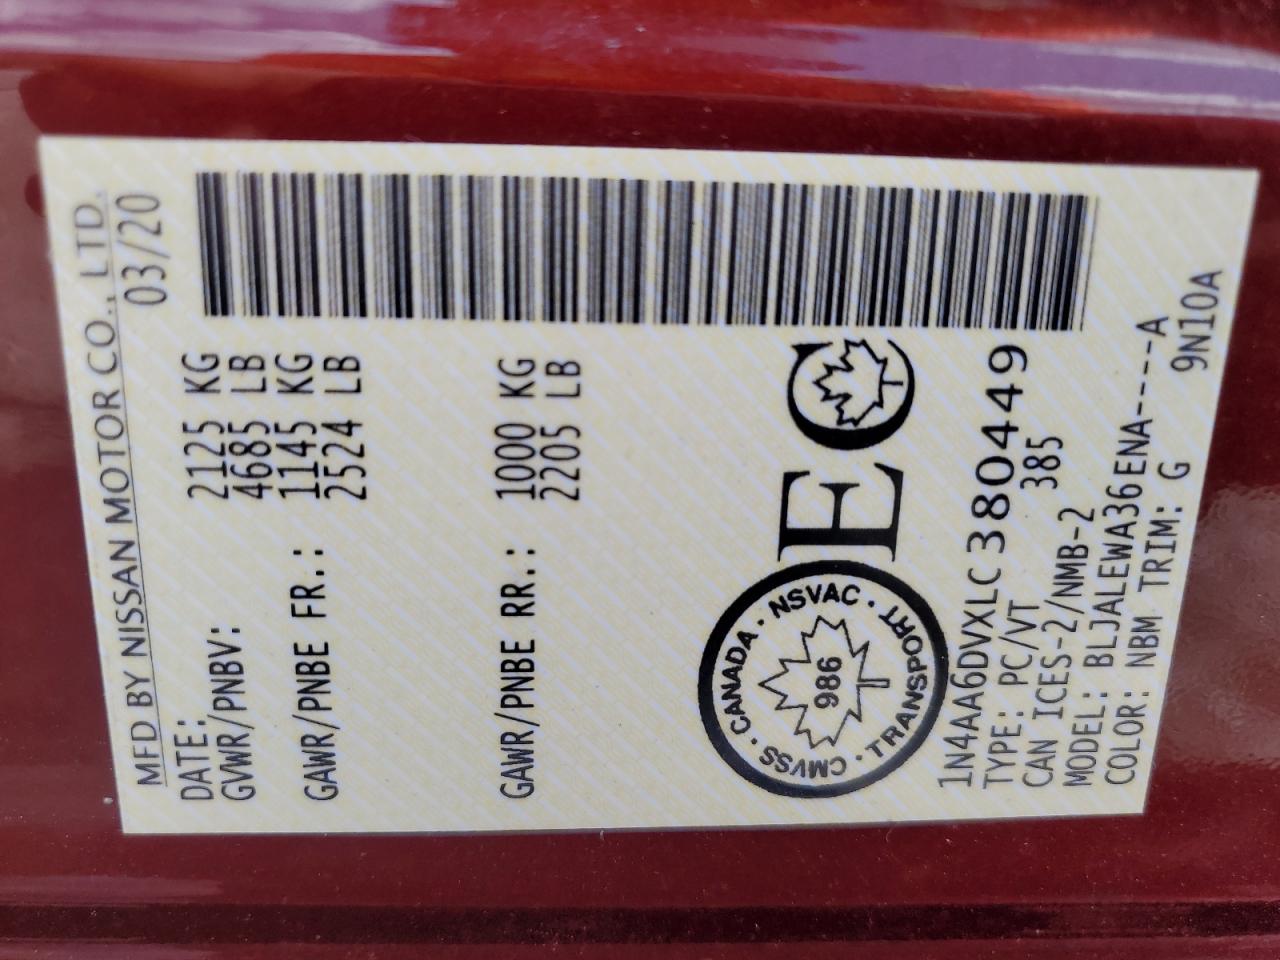 MFD BY NISSAN MOTOR CO., LTD.
DATE: 03/20
GVWR/PNBV: 2125 KG
4685 LB
GAWR/PNBE FR.: 1145 KG
2524 LB
GAWR/PNBE RR.: 1000 KG
2205 LB
CANADA · NSVAC · TRANSPORT · CMVSS ·
986
EC
1N4AA6DVXLC380449
TYPE: PC/VT 385
CAN ICES-2/NMB-2
MODEL: BLJALEWA36ENA-----A
COLOR: NBM TRIM: G 9N10A